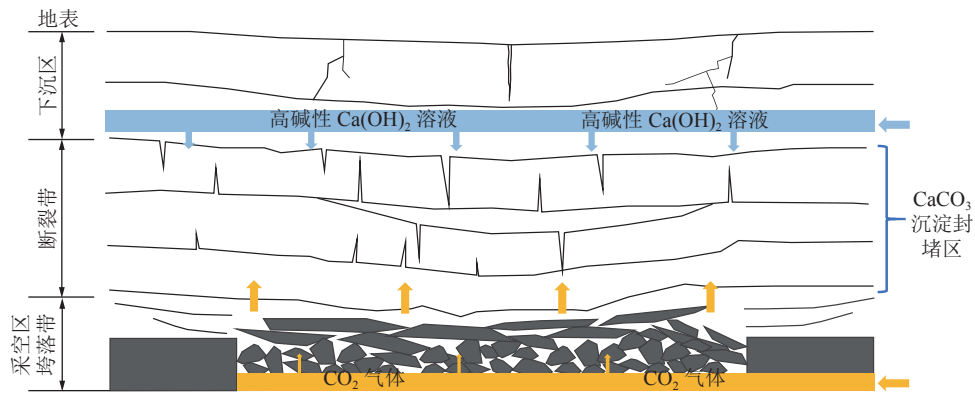 地表
下沉区
高碱性 Ca(OH)₂ 溶液
高碱性 Ca(OH)₂ 溶液
断裂带
CaCO₃
沉淀封
堵区
采空区
垮落带
CO₂ 气体
CO₂ 气体